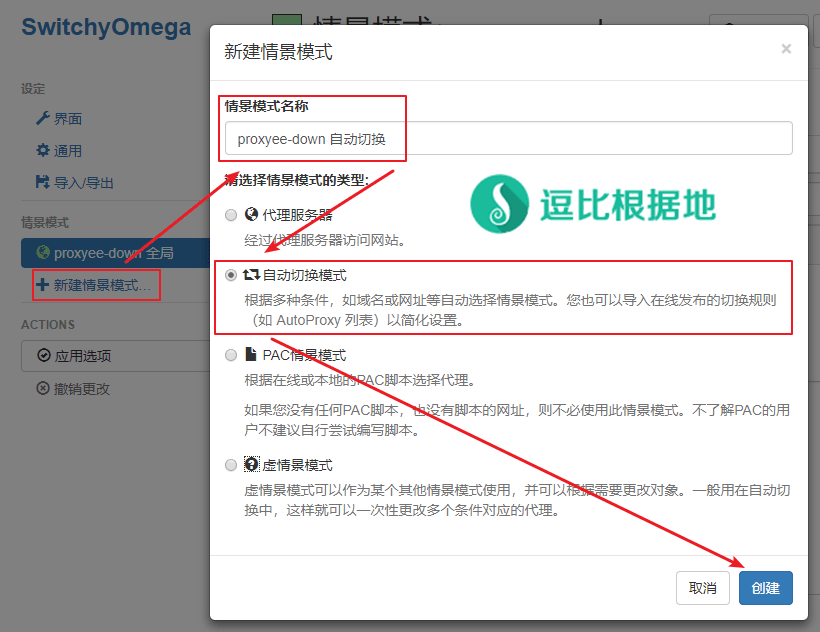 SwitchyOmega
设定
界面
通用
导入/导出
情景模式
proxyee-down 全局
新建情景模式...
ACTIONS
应用选项
撤销更改
新建情景模式
×
情景模式名称
proxyee-down 自动切换
请选择情景模式的类型:
逗比根据地
代理服务器
经过代理服务器访问网站。
自动切换模式
根据多种条件，如域名或网址等自动选择情景模式。您也可以导入在线发布的切换规则
（如 AutoProxy 列表）以简化设置。
PAC情景模式
根据在线或本地的PAC脚本选择代理。
如果您没有任何PAC脚本，也没有脚本的网址，则不必使用此情景模式。不了解PAC的用
户不建议自行尝试编写脚本。
虚情景模式
虚情景模式可以作为某个其他情景模式使用，并可以根据需要更改对象。一般用在自动切
换中，这样就可以一次性更改多个条件对应的代理。
取消
创建